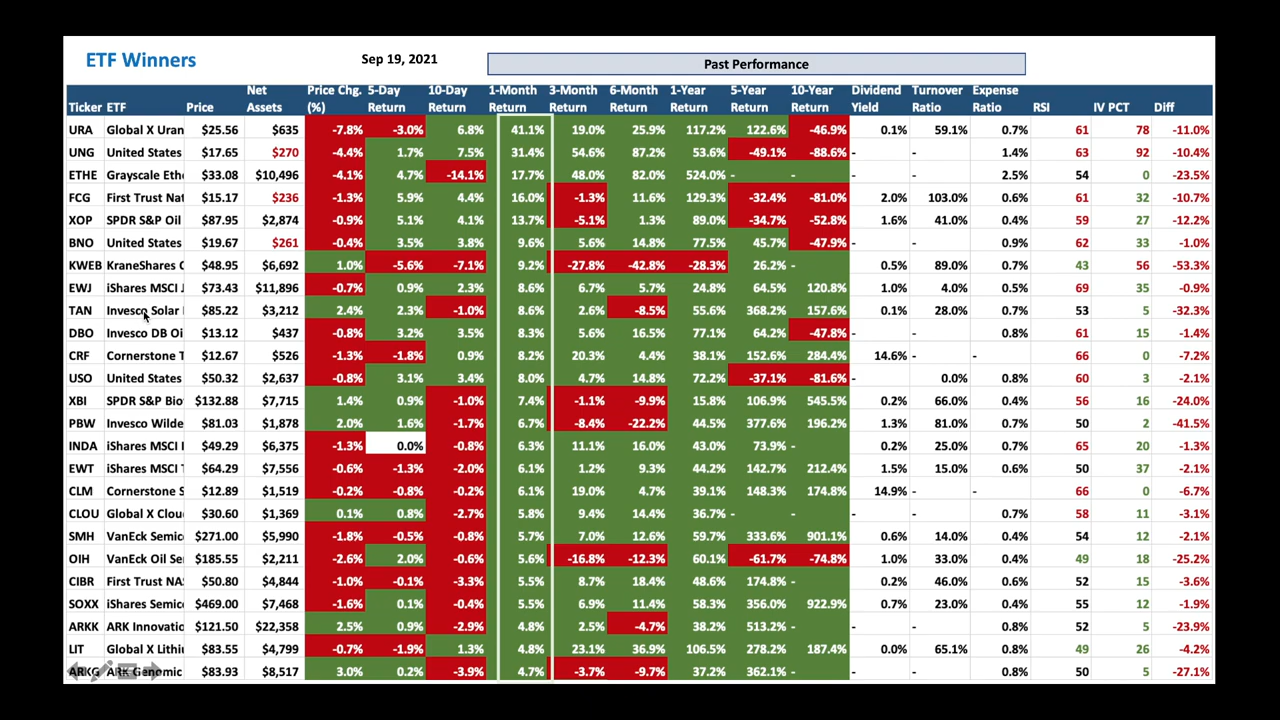 ETF Winners
Sep 19, 2021
Past Performance
Net Price Chg. 5-Day 10-Day 1-Month 3-Month 6-Month 1-Year 5-Year 10-Year Dividend Turnover Expense
Ticker ETF Price Assets (%) Return Return Return Return Return Return Return Return Yield Ratio Ratio RSI IV PCT Diff
URA Global X Uran $25.56 $635 -7.8% -3.0% 6.8% 41.1% 19.0% 25.9% 117.2% 122.6% -46.9% 0.1% 59.1% 0.7% 61 78 -11.0%
UNG United States $17.65 $270 -4.4% 1.7% 7.5% 31.4% 54.6% 87.2% 53.6% -49.1% -88.6% - - 1.4% 63 92 -10.4%
ETHE Grayscale Eth $33.08 $10,496 -4.1% 4.7% -14.1% 17.7% 48.0% 82.0% 524.0% - - - - 2.5% 54 0 -23.5%
FCG First Trust Nat $15.17 $236 -1.3% 5.9% 4.4% 16.0% -1.3% 11.6% 129.3% -32.4% -81.0% 2.0% 103.0% 0.6% 61 32 -10.7%
XOP SPDR S&P Oil $87.95 $2,874 -0.9% 5.1% 4.1% 13.7% -5.1% 1.3% 89.0% -34.7% -52.8% 1.6% 41.0% 0.4% 59 27 -12.2%
BNO United States $19.67 $261 -0.4% 3.5% 3.8% 9.6% 5.6% 14.8% 77.5% 45.7% -47.9% - - 0.9% 62 33 -1.0%
KWEB KraneShares C $48.95 $6,692 1.0% -5.6% -7.1% 9.2% -27.8% -42.8% -28.3% 26.2% - 0.5% 89.0% 0.7% 43 56 -53.3%
EWJ iShares MSCI J $73.43 $11,896 -0.7% 0.9% 2.3% 8.6% 6.7% 5.7% 24.8% 64.5% 120.8% 1.0% 4.0% 0.5% 69 35 -0.9%
TAN Invesco Solar $85.22 $3,212 2.4% 2.3% -1.0% 8.6% 2.6% -8.5% 55.6% 368.2% 157.6% 0.1% 28.0% 0.7% 53 5 -32.3%
DBO Invesco DB Oi $13.12 $437 -0.8% 3.2% 3.5% 8.3% 5.6% 16.5% 77.1% 64.2% -47.8% - - 0.8% 61 15 -1.4%
CRF Cornerstone T $12.67 $526 -1.3% -1.8% 0.9% 8.2% 20.3% 4.4% 38.1% 152.6% 284.4% 14.6% - - 66 0 -7.2%
USO United States $50.32 $2,637 -0.8% 3.1% 3.4% 8.0% 4.7% 14.8% 72.2% -37.1% -81.6% - 0.0% 0.8% 60 3 -2.1%
XBI SPDR S&P Bio $132.88 $7,715 1.4% 0.9% -1.0% 7.4% -1.1% -9.9% 15.8% 106.9% 545.5% 0.2% 66.0% 0.4% 56 16 -24.0%
PBW Invesco Wilde $81.03 $1,878 2.0% 1.6% -1.7% 6.7% -8.4% -22.2% 44.5% 377.6% 196.2% 1.3% 81.0% 0.7% 50 2 -41.5%
INDA iShares MSCI I $49.29 $6,375 -1.3% 0.0% -0.8% 6.3% 11.1% 16.0% 43.0% 73.9% - 0.2% 25.0% 0.7% 65 20 -1.3%
EWT iShares MSCI T $64.29 $7,556 -0.6% -1.3% -2.0% 6.1% 1.2% 9.3% 44.2% 142.7% 212.4% 1.5% 15.0% 0.6% 50 37 -2.1%
CLM Cornerstone S $12.89 $1,519 -0.2% -0.8% -0.2% 6.1% 19.0% 4.7% 39.1% 148.3% 174.8% 14.9% - - 66 0 -6.7%
CLOU Global X Clou $30.60 $1,369 0.1% 0.8% -2.7% 5.8% 9.4% 14.4% 36.7% - - - - 0.7% 58 11 -3.1%
SMH VanEck Semic $271.00 $5,990 -1.8% -0.5% -0.8% 5.7% 7.0% 12.6% 59.7% 333.6% 901.1% 0.6% 14.0% 0.4% 54 12 -2.1%
OIH VanEck Oil Se $185.55 $2,211 -2.6% 2.0% -0.6% 5.6% -16.8% -12.3% 60.1% -61.7% -74.8% 1.0% 33.0% 0.4% 49 18 -25.2%
CIBR First Trust NA $50.80 $4,844 -1.0% -0.1% -3.3% 5.5% 8.7% 18.4% 48.6% 174.8% - 0.2% 46.0% 0.6% 52 15 -3.6%
SOXX iShares Semic $469.00 $7,468 -1.6% 0.1% -0.4% 5.5% 6.9% 11.4% 58.3% 356.0% 922.9% 0.7% 23.0% 0.4% 55 12 -1.9%
ARKK ARK Innovatio $121.50 $22,358 2.5% 0.9% -2.9% 4.8% 2.5% -4.7% 38.2% 513.2% - - - 0.8% 52 5 -23.9%
LIT Global X Lithi $83.55 $4,799 -0.7% -1.9% 1.3% 4.8% 23.1% 36.9% 106.5% 278.2% 187.4% 0.0% 65.1% 0.8% 49 26 -4.2%
ARKG ARK Genomic $83.93 $8,517 3.0% 0.2% -3.9% 4.7% -3.7% -9.7% 37.2% 362.1% - - - 0.8% 50 5 -27.1%